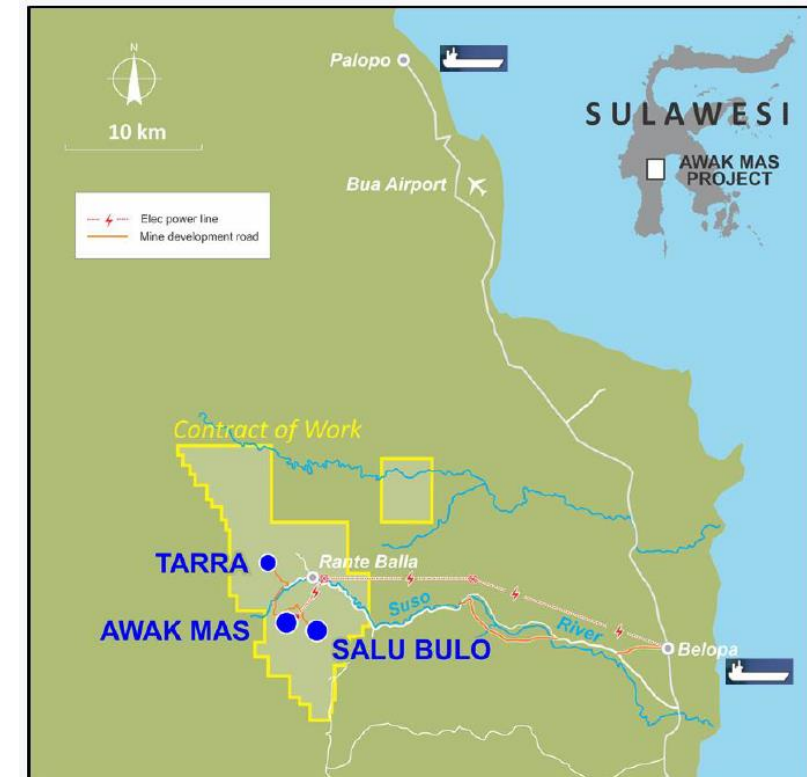 N
10 km
Elec power line
Mine development road
Palopo
Bua Airport
SULAWESI
AWAK MAS
PROJECT
Contract of Work
TARRA
Rante Balla
AWAK MAS
SALU BULO
Suso
River
Belopa